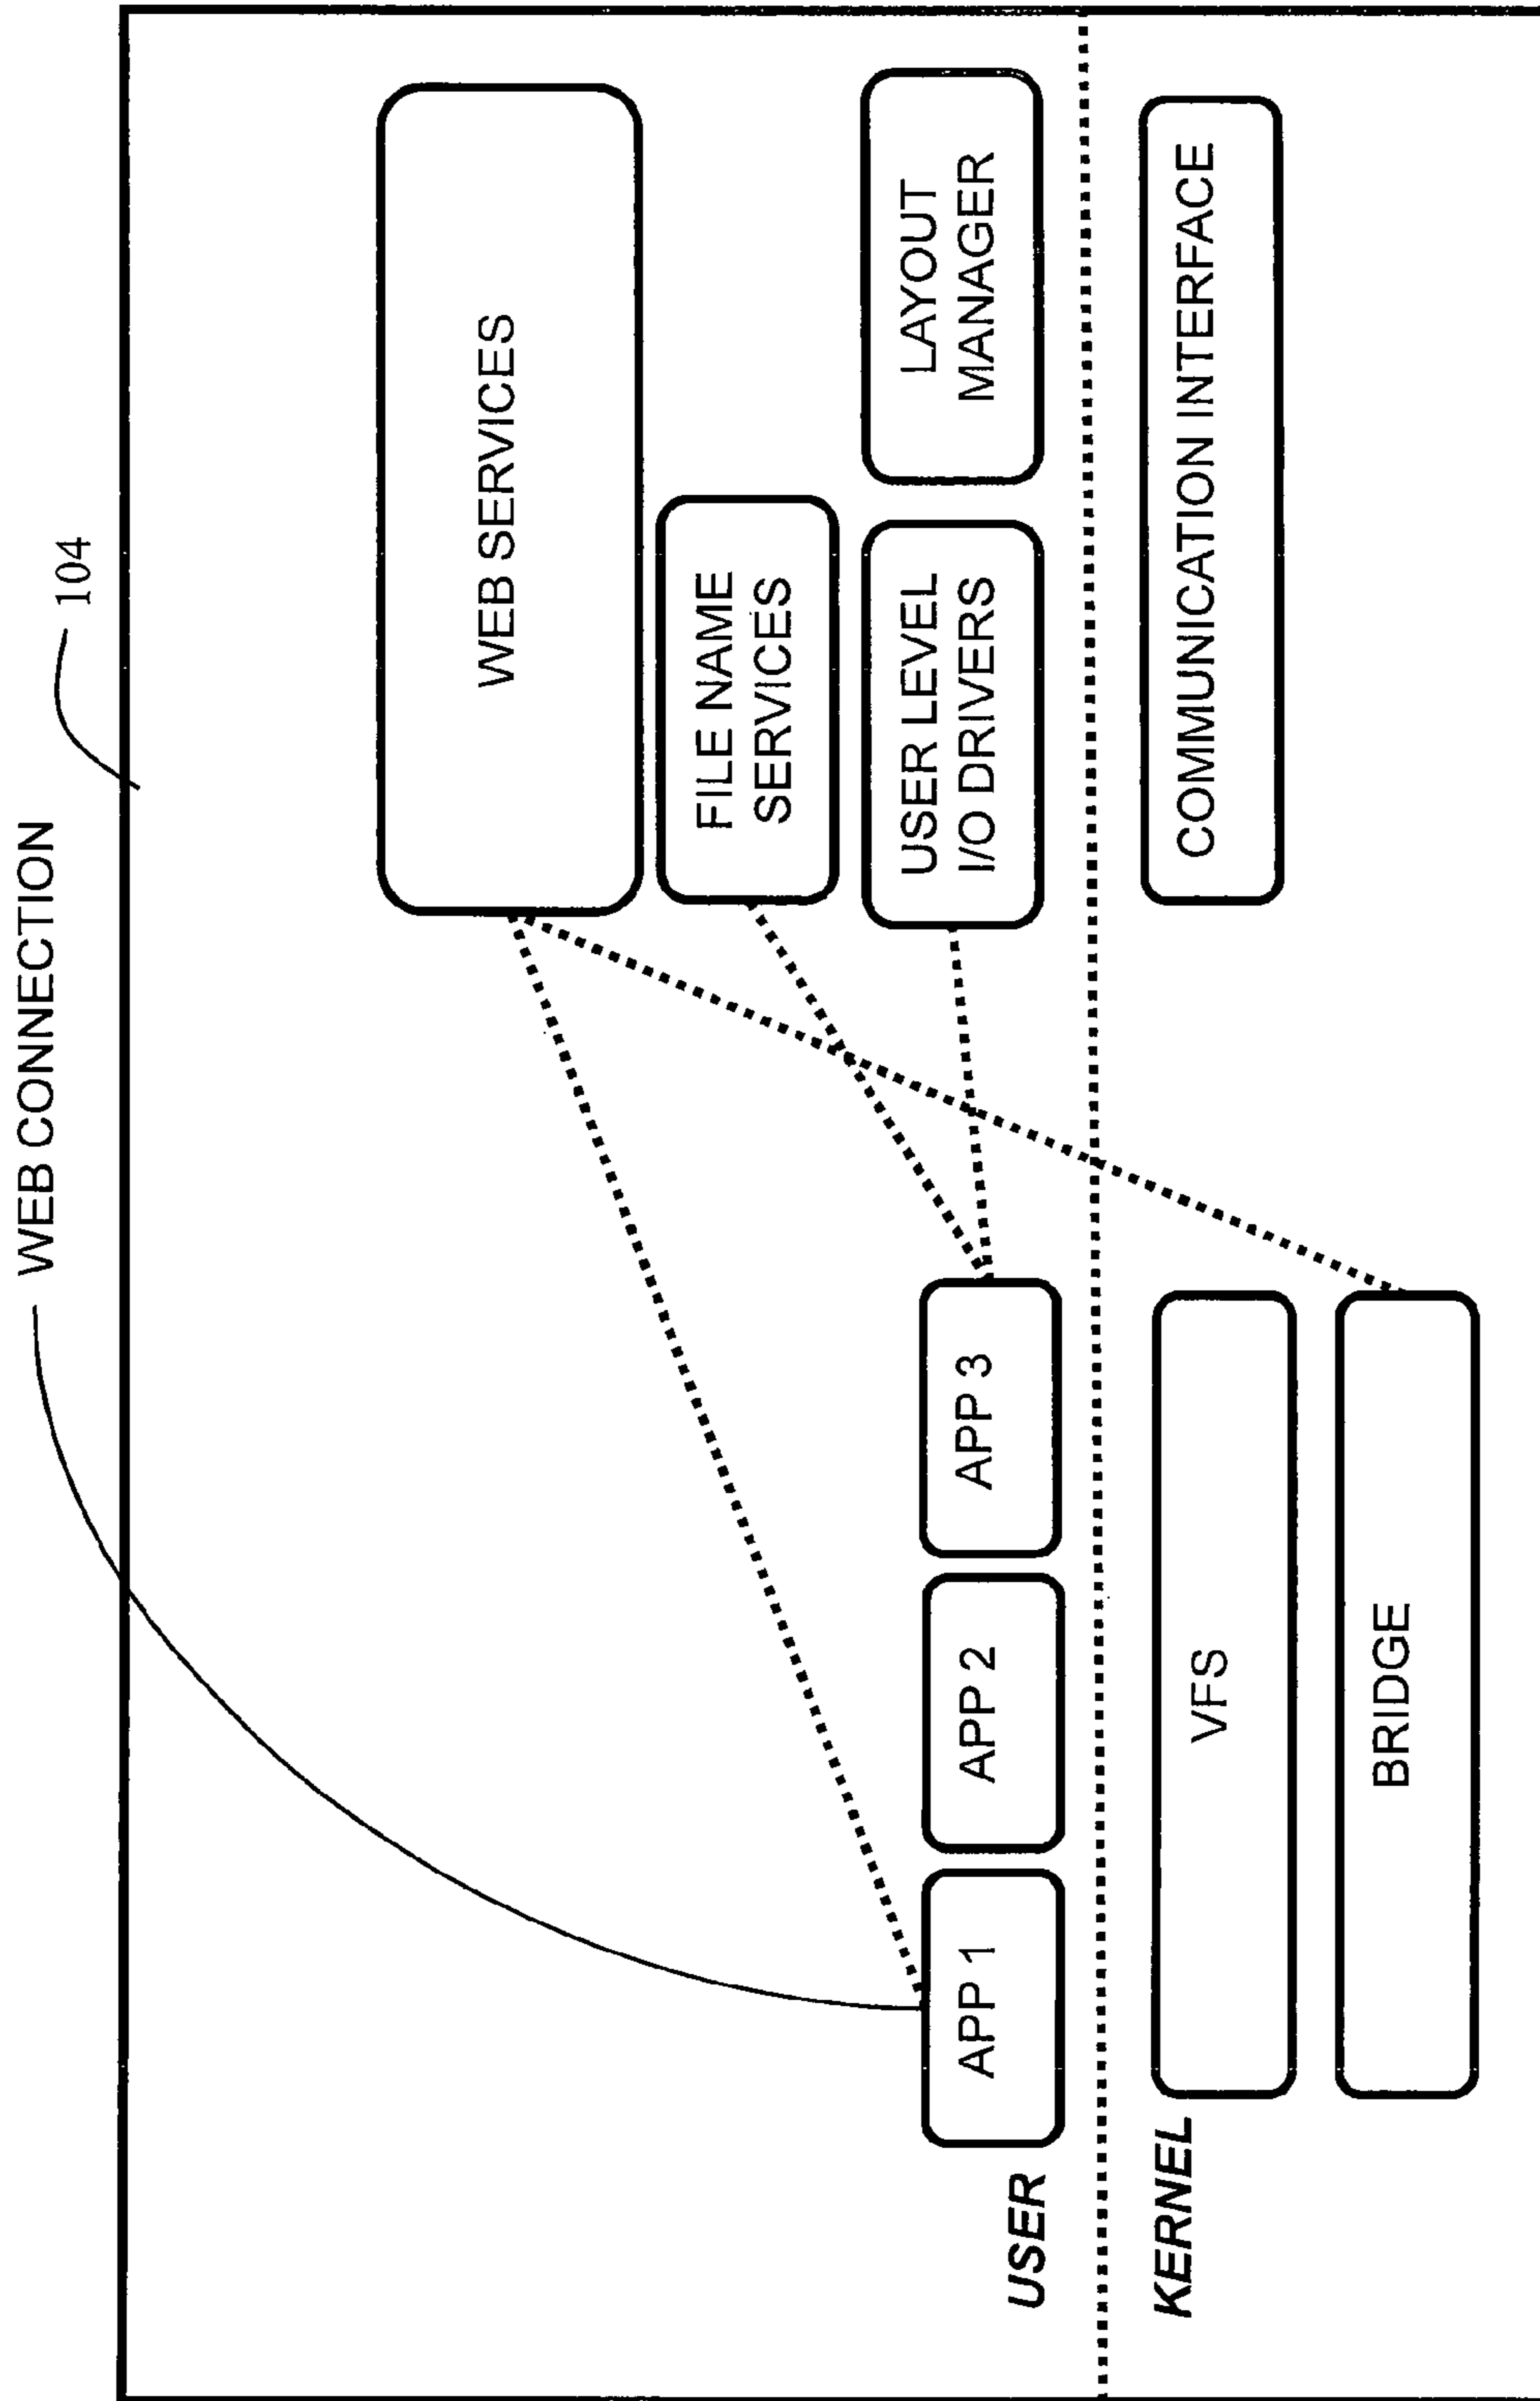 WEB CONNECTION
104
WEB SERVICES
FILE NAME
SERVICES
USER LEVEL
I/O DRIVERS
LAYOUT
MANAGER
APP 1
APP 2
APP 3
USER
KERNEL
VFS
COMMUNICATION INTERFACE
BRIDGE